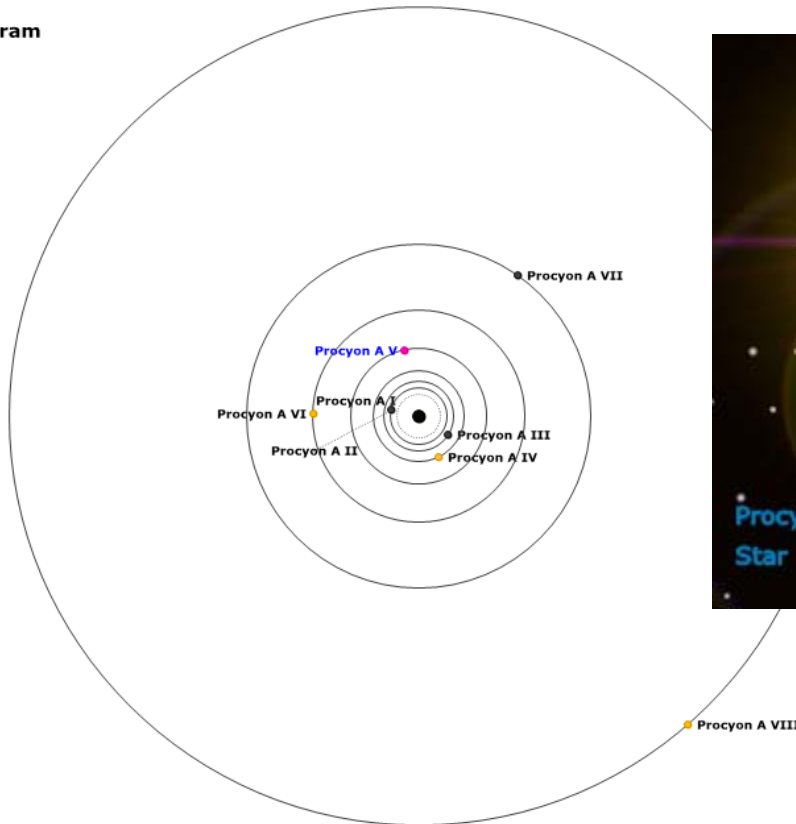 ram
Procyon A VII
Procyon A V
Procyon A I
Procyon A VI
Procyon A III
Procyon A II
Procyon A IV
Procy
Star
Procyon A VIII